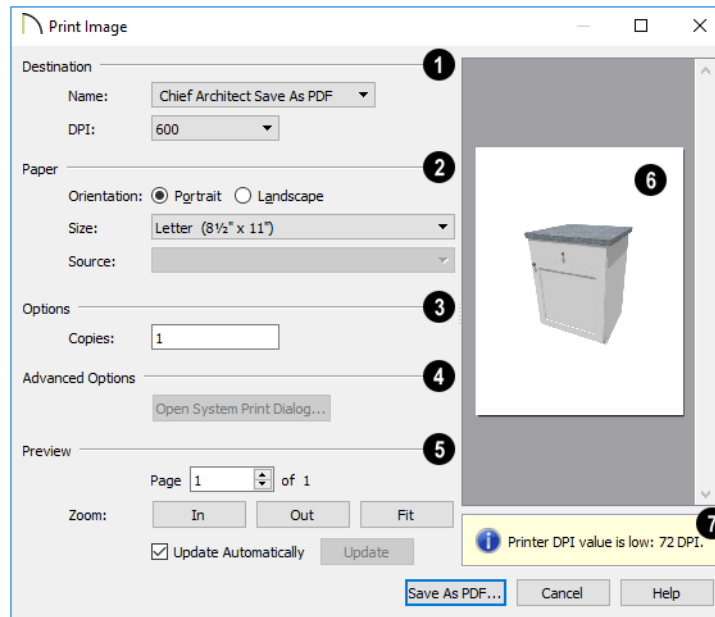 Print Image
Destination
1
Name: Chief Architect Save As PDF
DPI: 600
Paper
2
Orientation: Portrait Landscape
Size: Letter (8½" x 11")
Source:
Options
3
Copies: 1
Advanced Options
4
Open System Print Dialog...
Preview
5
Page 1 of 1
Zoom: In Out Fit
Update Automatically Update
6
7
Printer DPI value is low: 72 DPI.
Save As PDF... Cancel Help